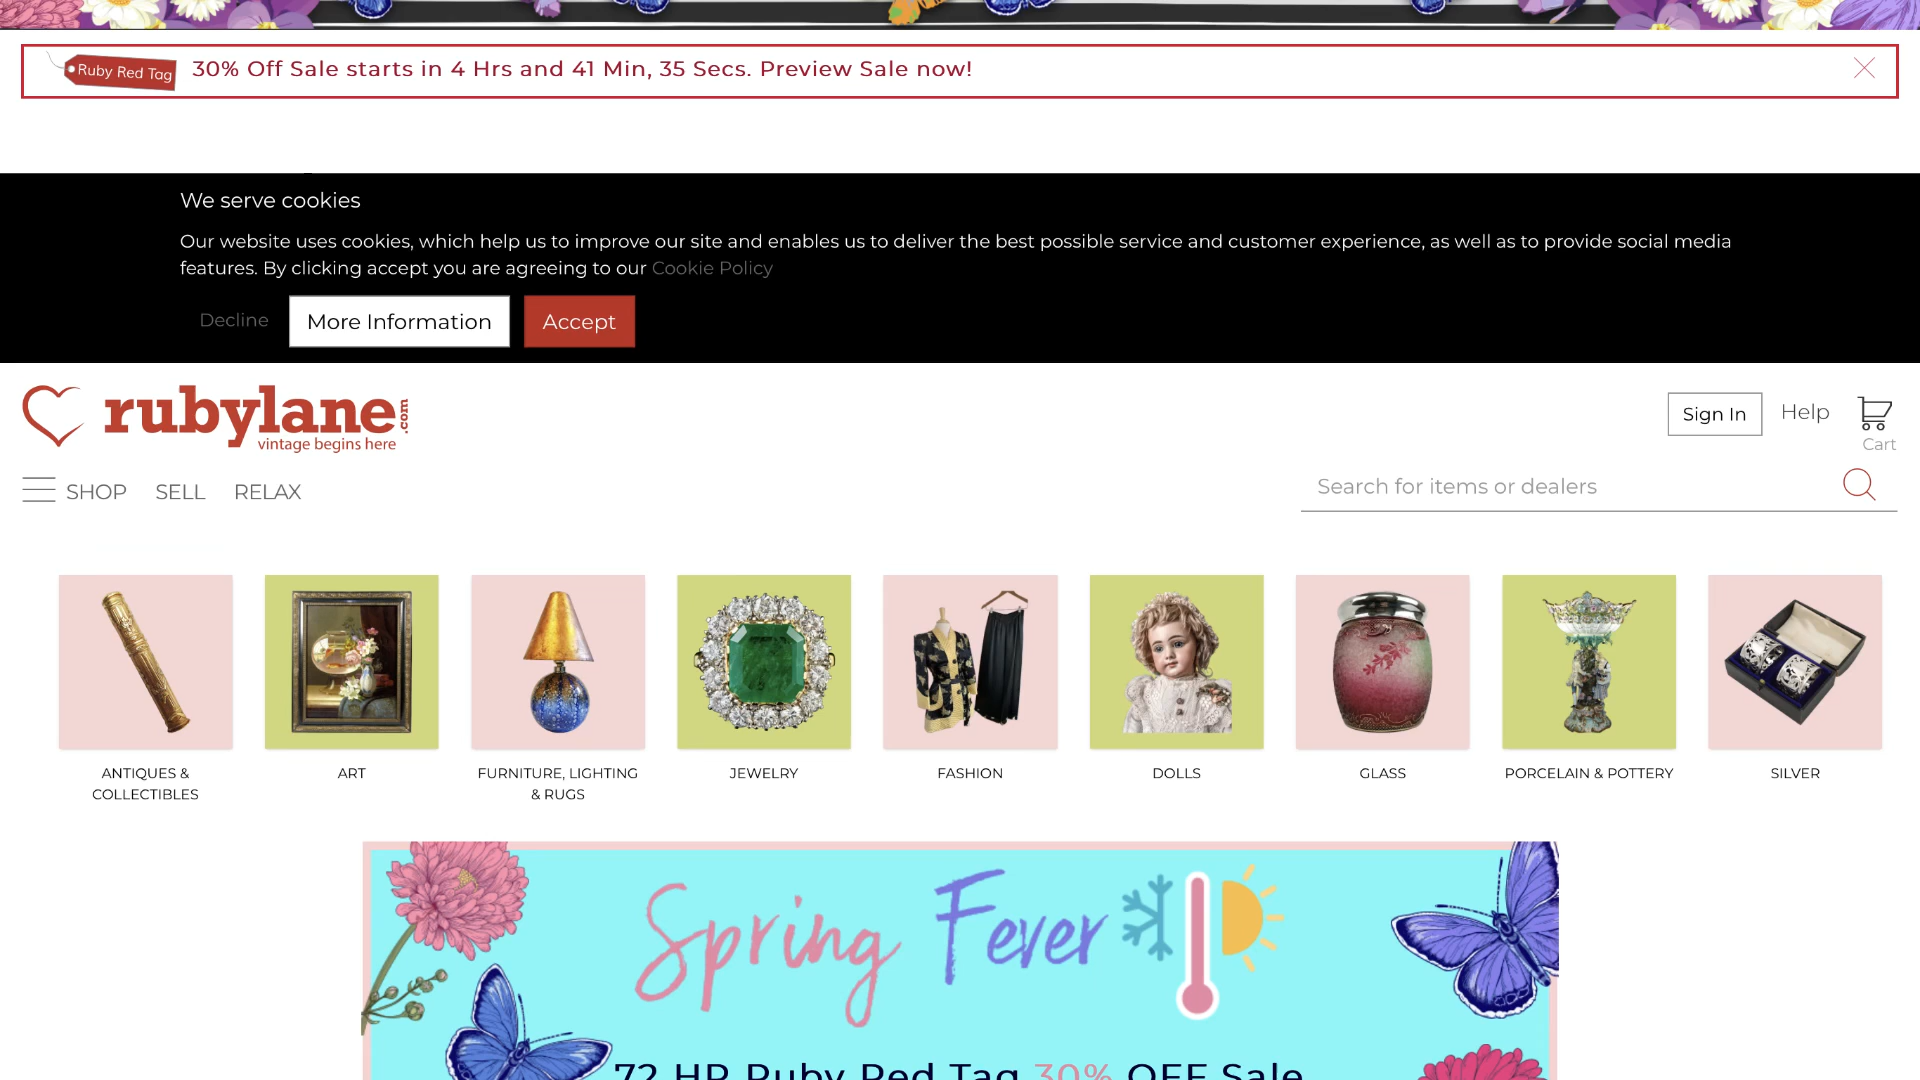 Ruby Red Tag
30% Off Sale starts in 4 Hrs and 41 Min, 35 Secs. Preview Sale now!
We serve cookies
Our website uses cookies, which help us to improve our site and enables us to deliver the best possible service and customer experience, as well as to provide social media
features. By clicking accept you are agreeing to our Cookie Policy
Decline
More Information
Accept
rubylane.com
vintage begins here
Sign In
Help
Cart
SHOP
SELL
RELAX
Search for items or dealers
ANTIQUES &
COLLECTIBLES
ART
FURNITURE, LIGHTING
& RUGS
JEWELRY
FASHION
DOLLS
GLASS
PORCELAIN & POTTERY
SILVER
Spring Fever
72 HR Ruby Red Tag 30% OFF Sale